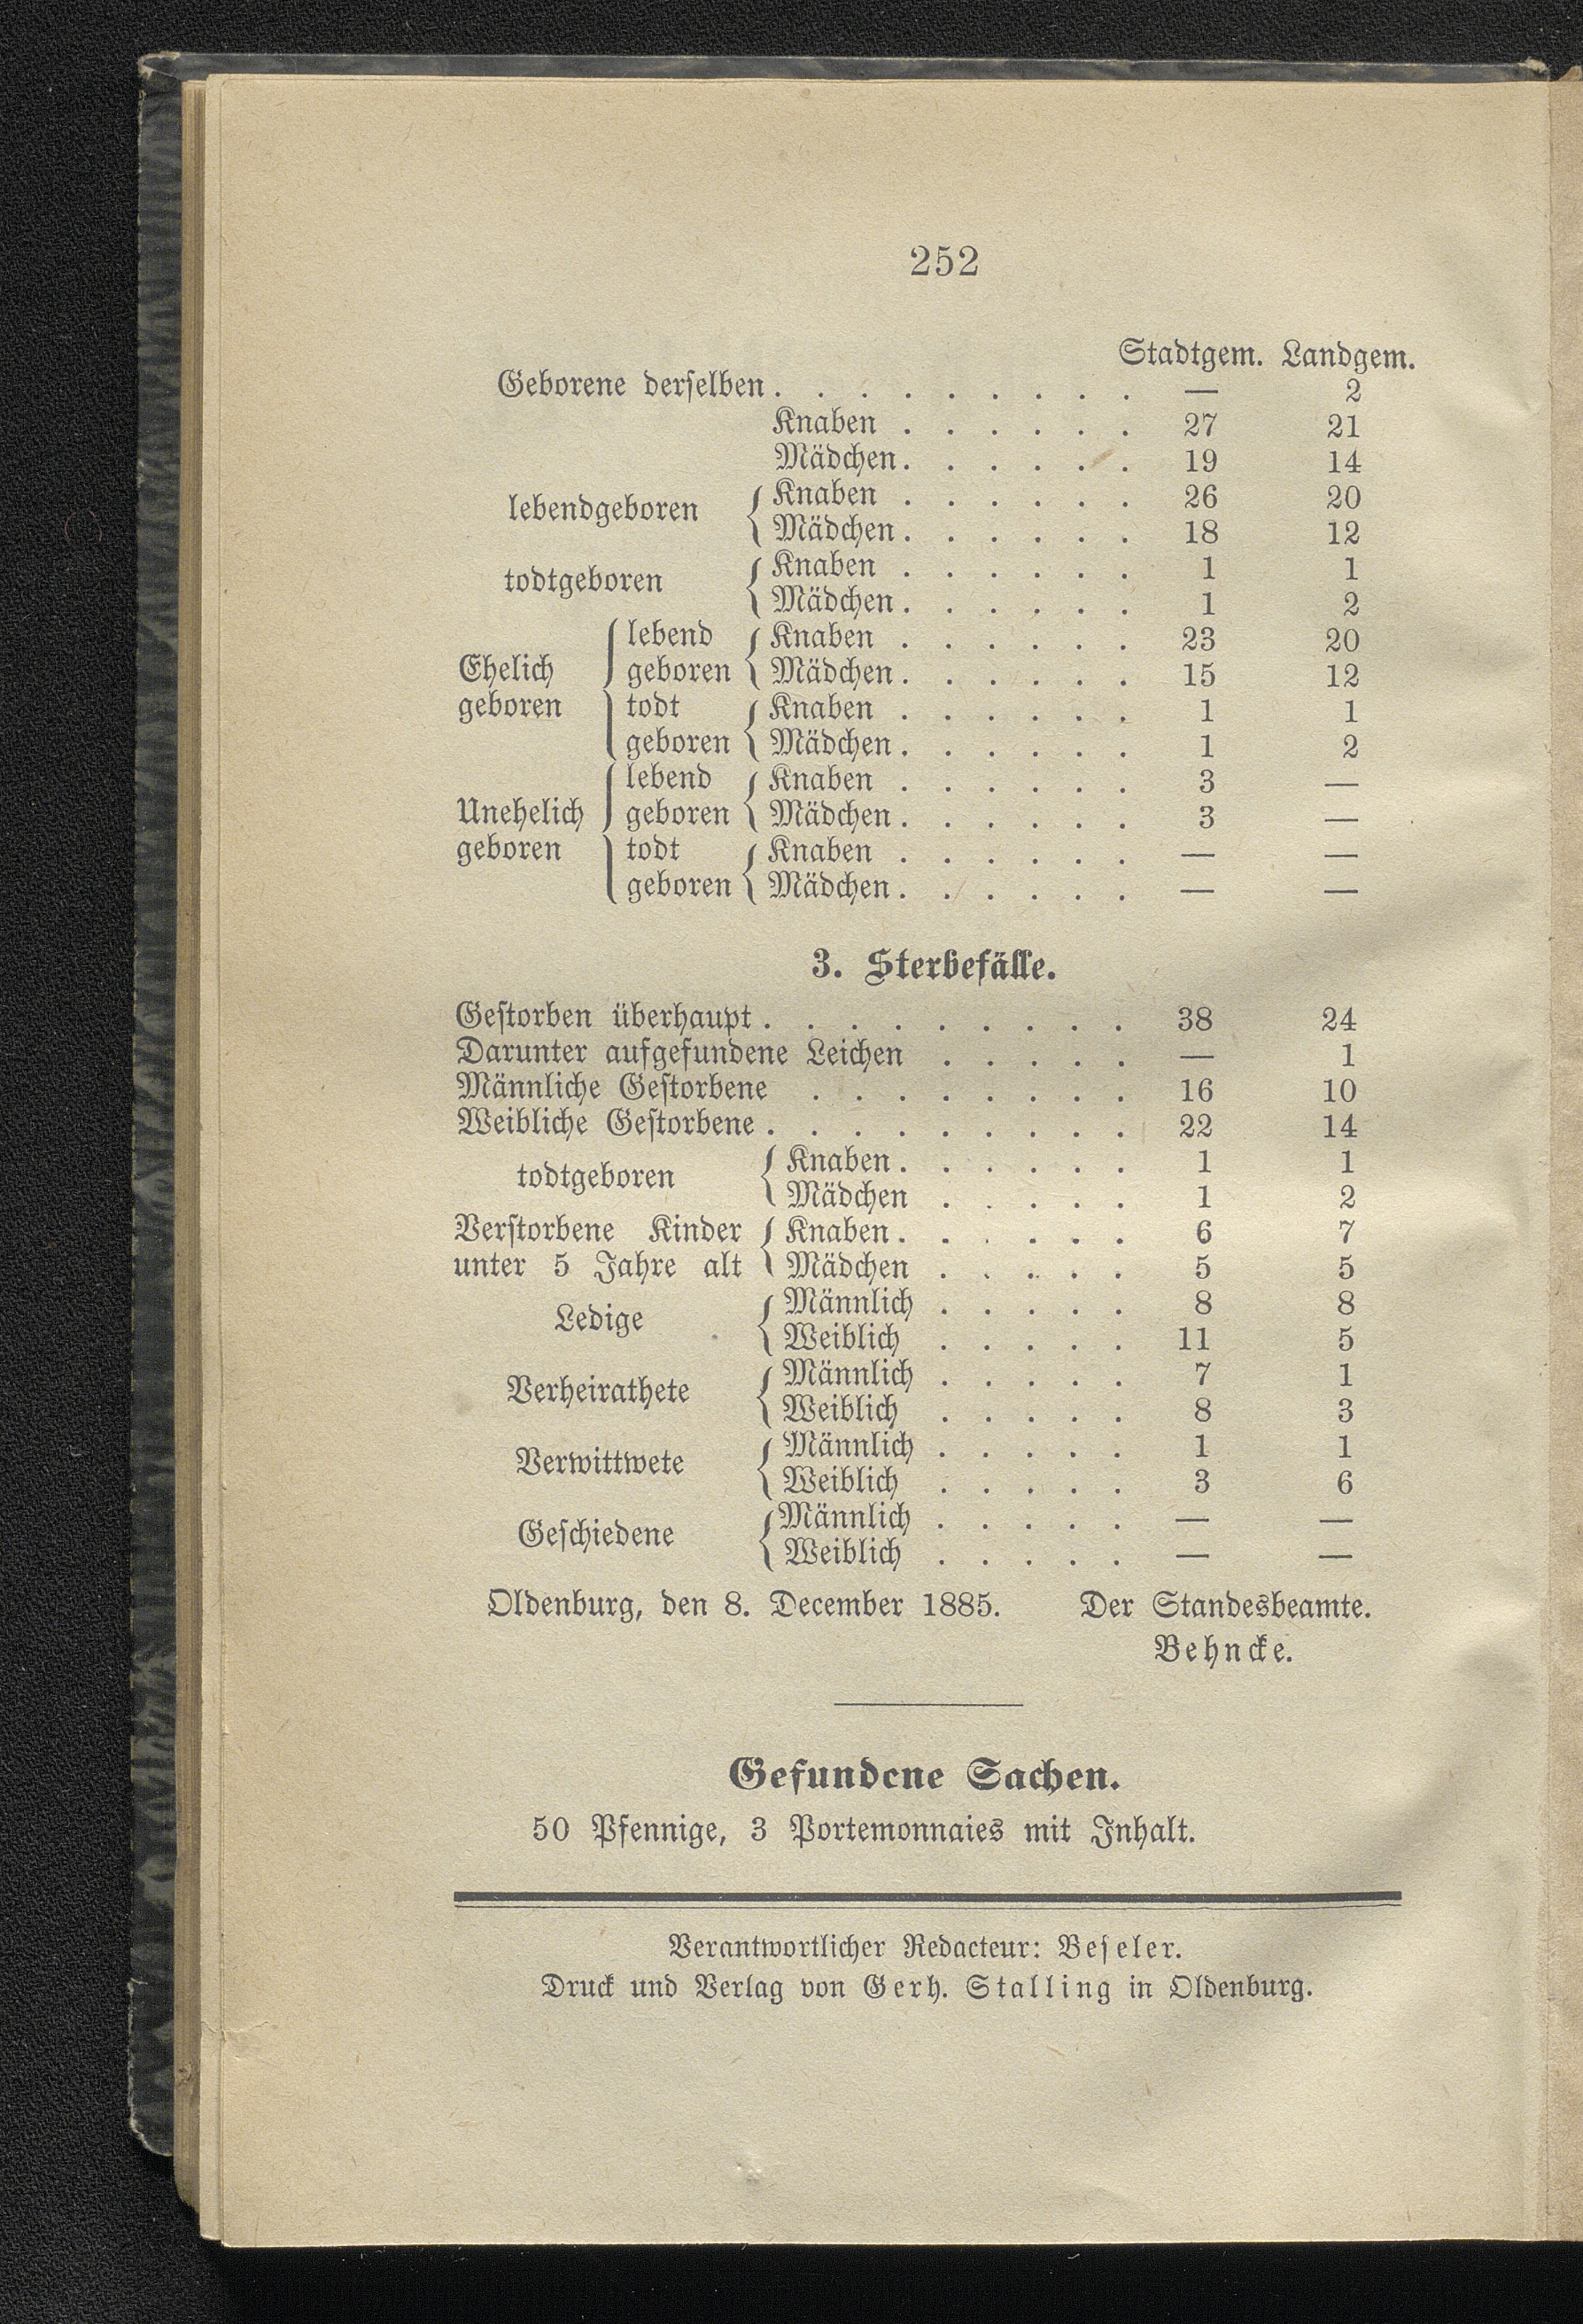 252
Stadtgem. Landgem.
Geborene derselben . . . . . . . . . — 2
Knaben . . . . . . 27 21
Mädchen . . . . . . 19 14
lebendgeboren { Knaben . . . . . . 26 20
Mädchen . . . . . . 18 12
todtgeboren { Knaben . . . . . . 1 1
Mädchen . . . . . . 1 2
lebend { Knaben . . . . . . 23 20
Ehelich geboren { Mädchen . . . . . . 15 12
geboren todt { Knaben . . . . . . 1 1
geboren { Mädchen . . . . . . 1 2
lebend { Knaben . . . . . . 3 —
Unehelich geboren { Mädchen . . . . . . 3 —
geboren todt { Knaben . . . . . . — —
geboren { Mädchen . . . . . . — —
3. Sterbefälle.
Gestorben überhaupt . . . . . . . . . 38 24
Darunter aufgefundene Leichen . . . . . — 1
Männliche Gestorbene . . . . . . . . 16 10
Weibliche Gestorbene . . . . . . . . . 22 14
todtgeboren { Knaben . . . . . . 1 1
Mädchen . . . . . 1 2
Verstorbene Kinder { Knaben . . . . . . 6 7
unter 5 Jahre alt Mädchen . . . . . 5 5
Ledige { Männlich . . . . . 8 8
Weiblich . . . . . 11 5
Verheirathete { Männlich . . . . . 7 1
Weiblich . . . . . 8 3
Verwittwete { Männlich . . . . . 1 1
Weiblich . . . . . 3 6
Geschiedene { Männlich . . . . . — —
Weiblich . . . . . — —
Oldenburg, den 8. December 1885. Der Standesbeamte.
Behncke.
Gefundene Sachen.
50 Pfennige, 3 Portemonnaies mit Inhalt.
Verantwortlicher Redacteur: Beseler.
Druck und Verlag von Gerh. Stalling in Oldenburg.